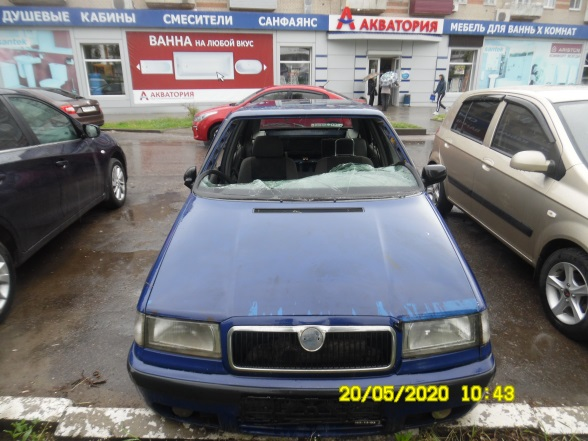 ДУШЕВЫЕ КАБИНЫ СМЕСИТЕЛИ САНФАЯНС АКВАТОРИЯ МЕБЕЛЬ ДЛЯ ВАННЫХ КОМНАТ
ВАННА НА ЛЮБОЙ ВКУС
АКВАТОРИЯ
20/05/2020 10:43